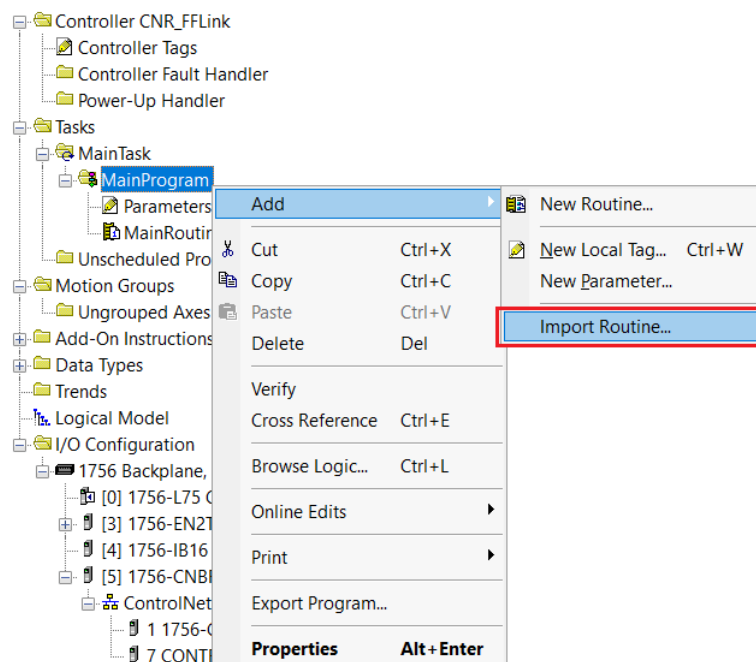 Controller CNR_FFLink
Controller Tags
Controller Fault Handler
Power-Up Handler
Tasks
MainTask
MainProgram
Parameters
MainRoutin
Unscheduled Pro
Motion Groups
Ungrouped Axes
Add-On Instructions
Data Types
Trends
Logical Model
I/O Configuration
1756 Backplane,
[0] 1756-L75 C
[3] 1756-EN2T
[4] 1756-IB16
[5] 1756-CNB
ControlNet
1 1756-
7 CONT
Add
Cut Ctrl+X
Copy Ctrl+C
Paste Ctrl+V
Delete Del
Verify
Cross Reference Ctrl+E
Browse Logic... Ctrl+L
Online Edits
Print
Export Program...
Properties Alt+Enter
New Routine...
New Local Tag... Ctrl+W
New Parameter...
Import Routine...